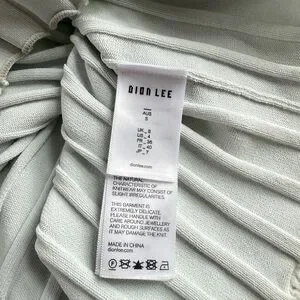 DION LEE
AUS
S
UK - 8
US - 4
FR - 36
IT - 40
JP - 7
dionlee.com
THE NATURAL
CHARACTERISTIC OF
KNITWEAR MAY CONSIST OF
SLIGHT IRREGULARITIES.
THIS GARMENT IS
EXTREMELY DELICATE.
PLEASE HANDLE WITH
CARE AROUND JEWELLERY
AND ROUGH SURFACES AS
IT MAY DAMAGE THE KNIT.
MADE IN CHINA
dionlee.com